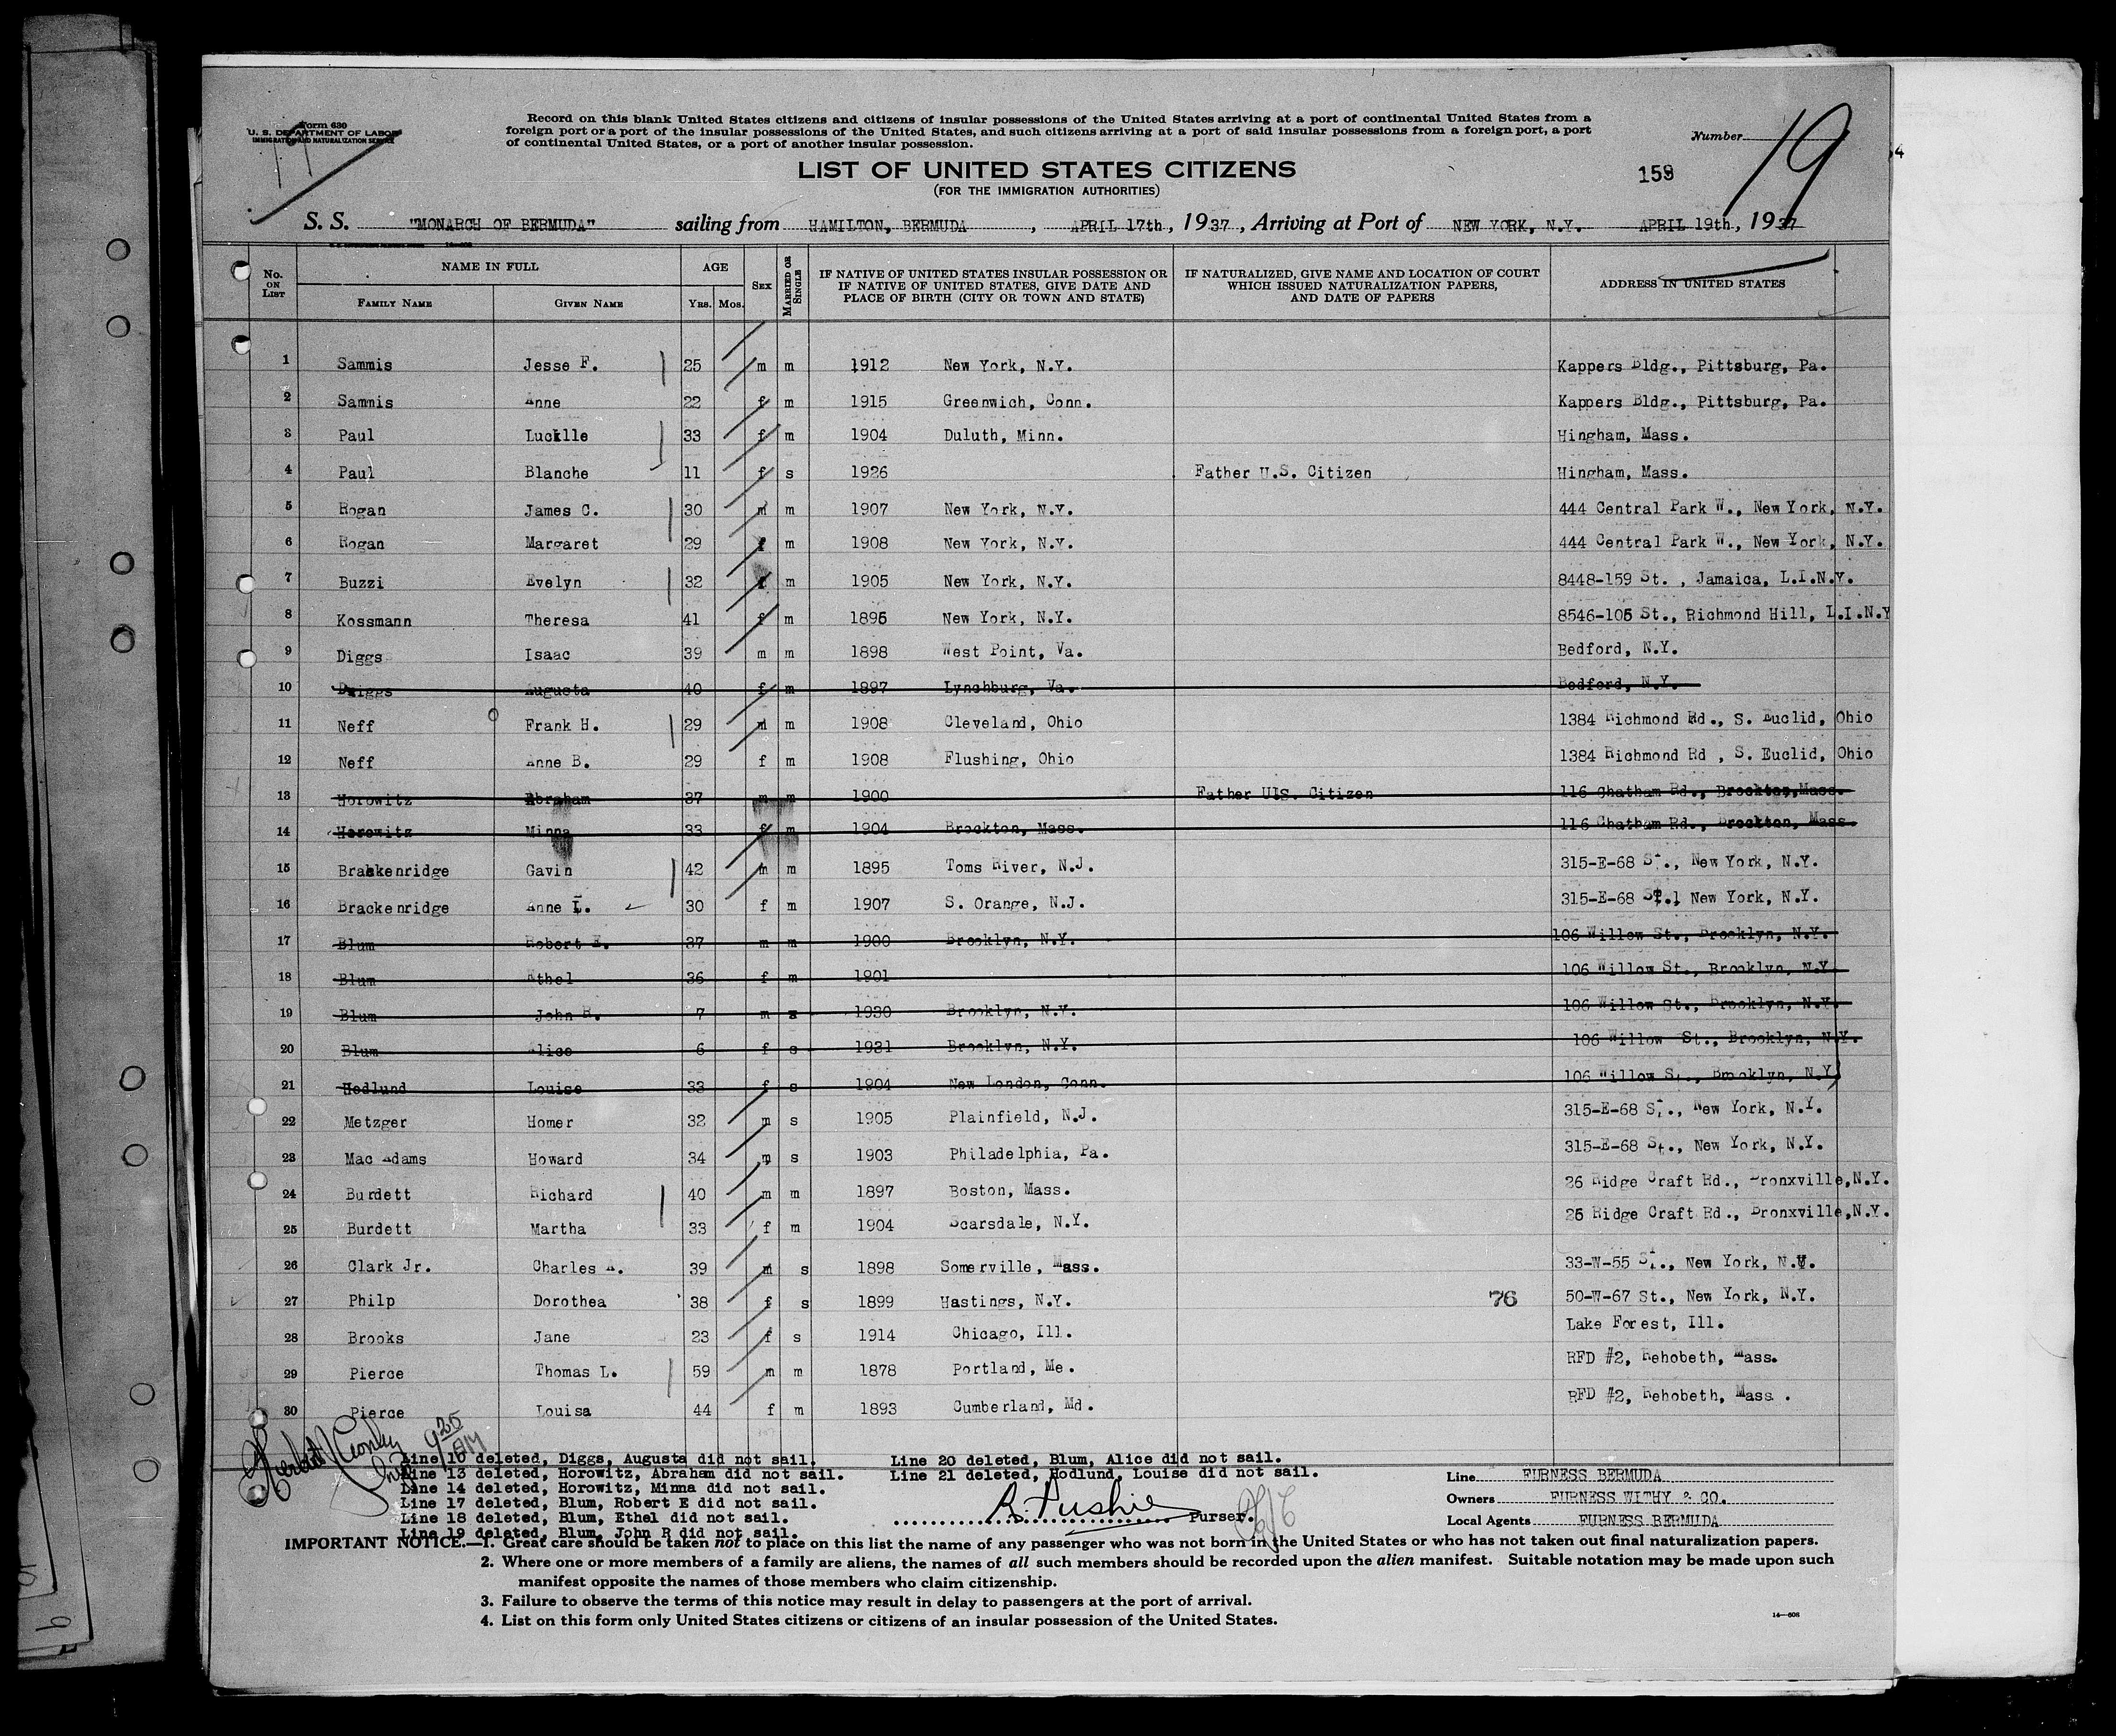 Form 630
U. S. DEPARTMENT OF LABOR
IMMIGRATION AND NATURALIZATION SERVICE
Record on this blank United States citizens and citizens of insular possessions of the United States arriving at a port of continental United States from a
foreign port or a port of the insular possessions of the United States, and such citizens arriving at a port of said insular possessions from a foreign port, a port
of continental United States, or a port of another insular possession.
Number 19
LIST OF UNITED STATES CITIZENS
(FOR THE IMMIGRATION AUTHORITIES)
159
S. S. "MONARCH OF BERMUDA" sailing from HAMILTON, BERMUDA , APRIL 17th, 1937, Arriving at Port of NEW YORK, N.Y. APRIL 19th, 1937
No. ON LIST
NAME IN FULL
FAMILY NAME GIVEN NAME
AGE
YRS. MOS.
SEX
MARRIED OR SINGLE
IF NATIVE OF UNITED STATES INSULAR POSSESSION OR
IF NATIVE OF UNITED STATES, GIVE DATE AND
PLACE OF BIRTH (CITY OR TOWN AND STATE)
IF NATURALIZED, GIVE NAME AND LOCATION OF COURT
WHICH ISSUED NATURALIZATION PAPERS,
AND DATE OF PAPERS
ADDRESS IN UNITED STATES
1 Sammis Jesse F. 25 m m 1912 New York, N.Y. Kappers Bldg., Pittsburg, Pa.
2 Sammis Anne 22 f m 1915 Greenwich, Conn. Kappers Bldg., Pittsburg, Pa.
3 Paul Lucille 33 f m 1904 Duluth, Minn. Hingham, Mass.
4 Paul Blanche 11 f s 1926 Father U.S. Citizen Hingham, Mass.
5 Rogan James C. 30 m m 1907 New York, N.Y. 444 Central Park W., New York, N.Y.
6 Rogan Margaret 29 f m 1908 New York, N.Y. 444 Central Park W., New York, N.Y.
7 Buzzi Evelyn 32 f m 1905 New York, N.Y. 8448-159 St. , Jamaica, L.I.N.Y.
8 Kossmann Theresa 41 f m 1896 New York, N.Y. 8546-105 St., Richmond Hill, L.I.N.Y
9 Diggs Isaac 39 m m 1898 West Point, Va. Bedford, N.Y.
10 Driggs Augusta 40 f m 1897 Lynchburg, Va. Bedford, N.Y.
11 Neff Frank H. 29 m m 1908 Cleveland, Ohio 1384 Richmond Rd., S. Euclid, Ohio
12 Neff Anne B. 29 f m 1908 Flushing, Ohio 1384 Richmond Rd , S. Euclid, Ohio
13 Horowitz Abraham 37 m m 1900 Father UIS. Citizen 116 Chatham Rd., Brockton,Mass.
14 Horowitz Minna 33 f m 1904 Brockton, Mass. 116 Chatham Rd., Brockton, Mass
15 Brackenridge Gavin 42 m m 1895 Toms River, N.J. 315-E-68 St., New York, N.Y.
16 Brackenridge Anne L. 30 f m 1907 S. Orange, N.J. 315-E-68 St., New York, N.Y.
17 Blum Robert E. 37 m m 1900 Brooklyn, N.Y. 106 Willow St., Brooklyn, N.Y.
18 Blum Ethel 36 f m 1901 106 Willow St., Brooklyn, N.Y.
19 Blum John R. 7 m s 1930 Brooklyn, N.Y. 106 Willow St., Brooklyn, N.Y.
20 Blum Alice 6 f s 1931 Brooklyn, N.Y. 106 Willow St., Brooklyn, N.Y.
21 Hodlund Louise 33 f s 1904 New London, Conn. 106 Willow St., Brooklyn, N.Y.
22 Metzger Homer 32 m s 1905 Plainfield, N.J. 315-E-68 St., New York, N.Y.
23 Mac Adams Howard 34 m s 1903 Philadelphia, Pa. 315-E-68 St., New York, N.Y.
24 Burdett Richard 40 m m 1897 Boston, Mass. 26 Ridge Craft Rd., Bronxville,N.Y.
25 Burdett Martha 33 f m 1904 Scarsdale, N.Y. 26 Ridge Craft Rd., Bronxville,N.Y.
26 Clark Jr. Charles A. 39 m s 1898 Somerville, Mass. 33-W-55 St., New York, N.Y.
27 Philp Dorothea 38 f s 1899 Hastings, N.Y. 76 50-W-67 St., New York, N.Y.
28 Brooks Jane 23 f s 1914 Chicago, Ill. Lake Forest, Ill.
29 Pierce Thomas L. 59 m m 1878 Portland, Me. RFD #2, Rehobeth, Mass.
30 Pierce Louisa 44 f m 1893 Cumberland, Md. RFD #2, Rehobeth, Mass .
9 25 AM
Line 10 deleted, Diggs, Augusta did not sail.
Line 13 deleted, Horowitz, Abraham did not sail.
Line 14 deleted, Horowitz, Minna did not sail.
Line 17 deleted, Blum, Robert E did not sail.
Line 18 deleted, Blum, Ethel did not sail.
Line 19 deleted, Blum, John R did not sail.
Line 20 deleted, Blum, Alice did not sail.
Line 21 deleted, Hodlund, Louise did not sail.
Purser.
Line FURNESS BERMUDA
Owners FURNESS WITHY & CO.
Local Agents FURNESS BERMUDA
IMPORTANT NOTICE.—1. Great care should be taken not to place on this list the name of any passenger who was not born in the United States or who has not taken out final naturalization papers.
2. Where one or more members of a family are aliens, the names of all such members should be recorded upon the alien manifest. Suitable notation may be made upon such
manifest opposite the names of those members who claim citizenship.
3. Failure to observe the terms of this notice may result in delay to passengers at the port of arrival.
4. List on this form only United States citizens or citizens of an insular possession of the United States.
14—608